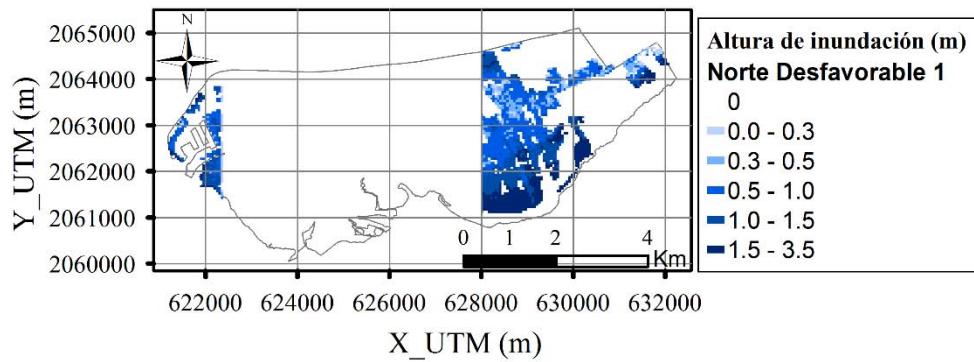 N
2065000
2064000
2063000
2062000
2061000
2060000
Y_UTM (m)
0 1 2 4
Km
622000 624000 626000 628000 630000 632000
X_UTM (m)
Altura de inundación (m)
Norte Desfavorable 1
0
0.0 - 0.3
0.3 - 0.5
0.5 - 1.0
1.0 - 1.5
1.5 - 3.5